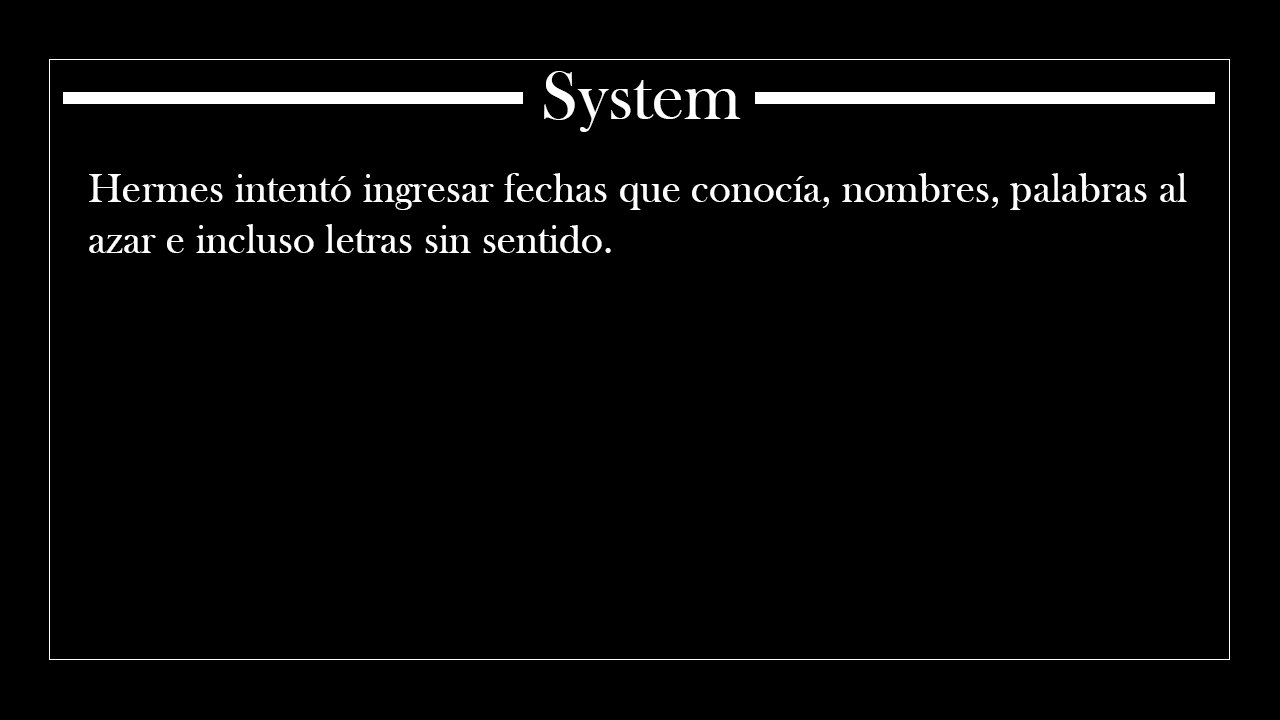 System
Hermes intentó ingresar fechas que conocía, nombres, palabras al
azar e incluso letras sin sentido.